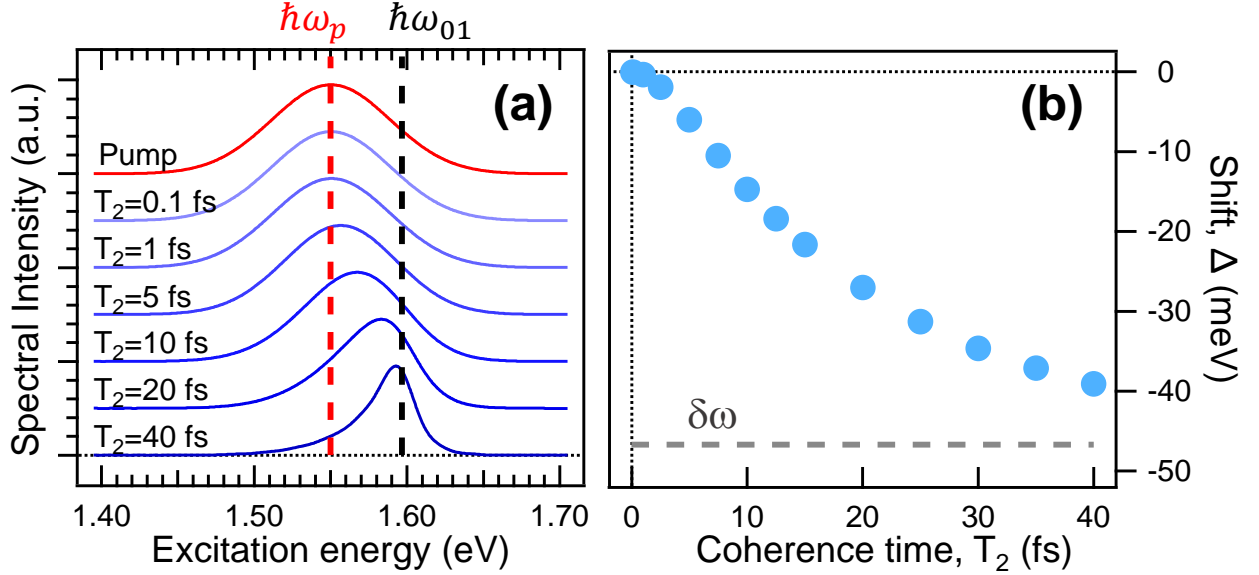 ℏω_p ℏω_01
(a)
Pump
T_2=0.1 fs
T_2=1 fs
T_2=5 fs
T_2=10 fs
T_2=20 fs
T_2=40 fs
Spectral Intensity (a.u.)
1.40 1.50 1.60 1.70
Excitation energy (eV)
(b)
0
-10
-20
-30
-40
-50
Shift, Δ (meV)
δω
0 10 20 30 40
Coherence time, T_2 (fs)